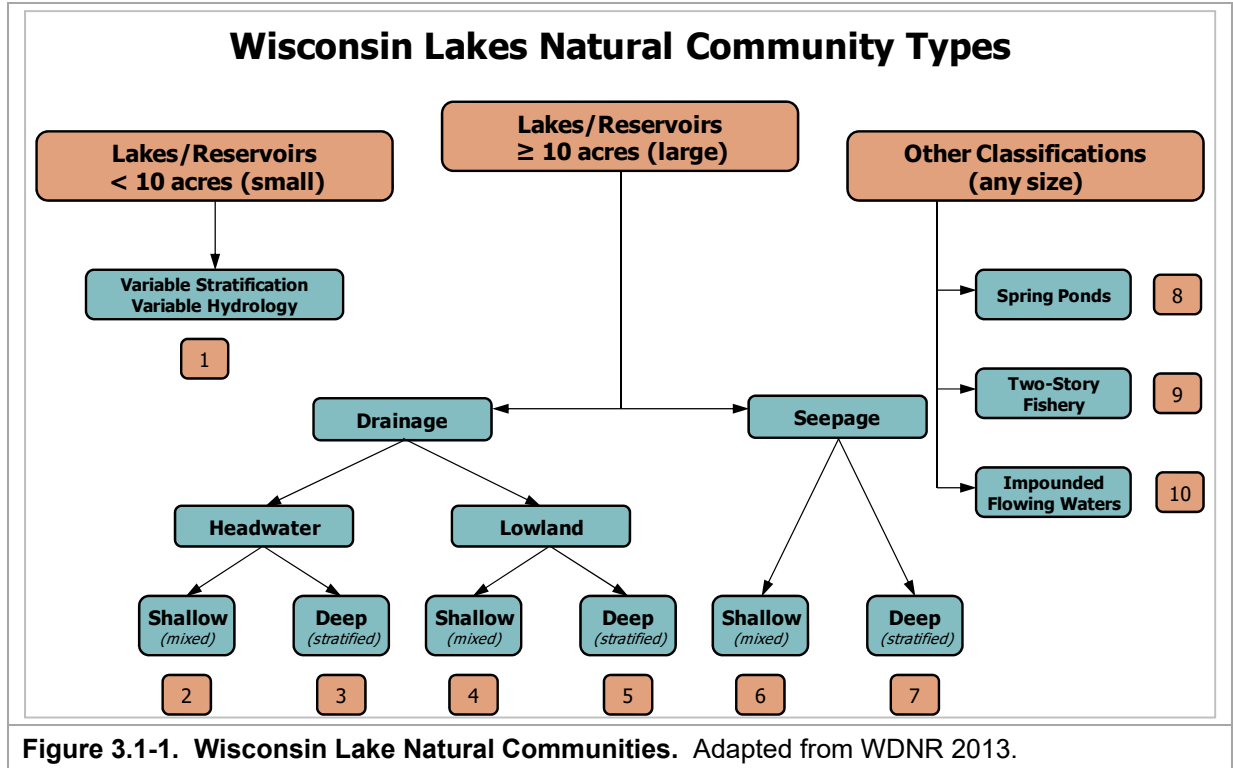 Wisconsin Lakes Natural Community Types
Lakes/Reservoirs
< 10 acres (small)
Lakes/Reservoirs
≥ 10 acres (large)
Other Classifications
(any size)
Variable Stratification
Variable Hydrology
1
Spring Ponds
8
Two-Story
Fishery
9
Impounded
Flowing Waters
10
Drainage
Seepage
Headwater
Lowland
Shallow
(mixed)
Deep
(stratified)
Shallow
(mixed)
Deep
(stratified)
Shallow
(mixed)
Deep
(stratified)
2
3
4
5
6
7
Figure 3.1-1. Wisconsin Lake Natural Communities. Adapted from WDNR 2013.